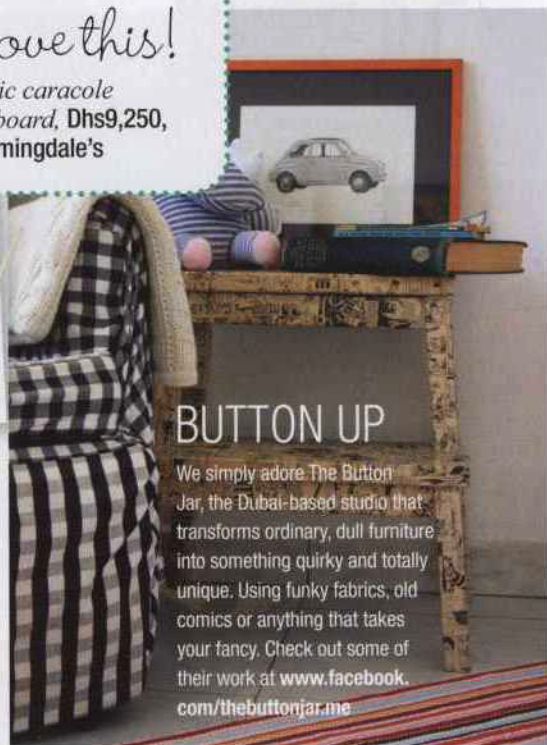 ove this!
ic caracole
board, Dhs9,250,
mingdale's
BUTTON UP
We simply adore The Button
Jar, the Dubai-based studio that
transforms ordinary, dull furniture
into something quirky and totally
unique. Using funky fabrics, old
comics or anything that takes
your fancy. Check out some of
their work at www.facebook.
com/thebuttonjar.me